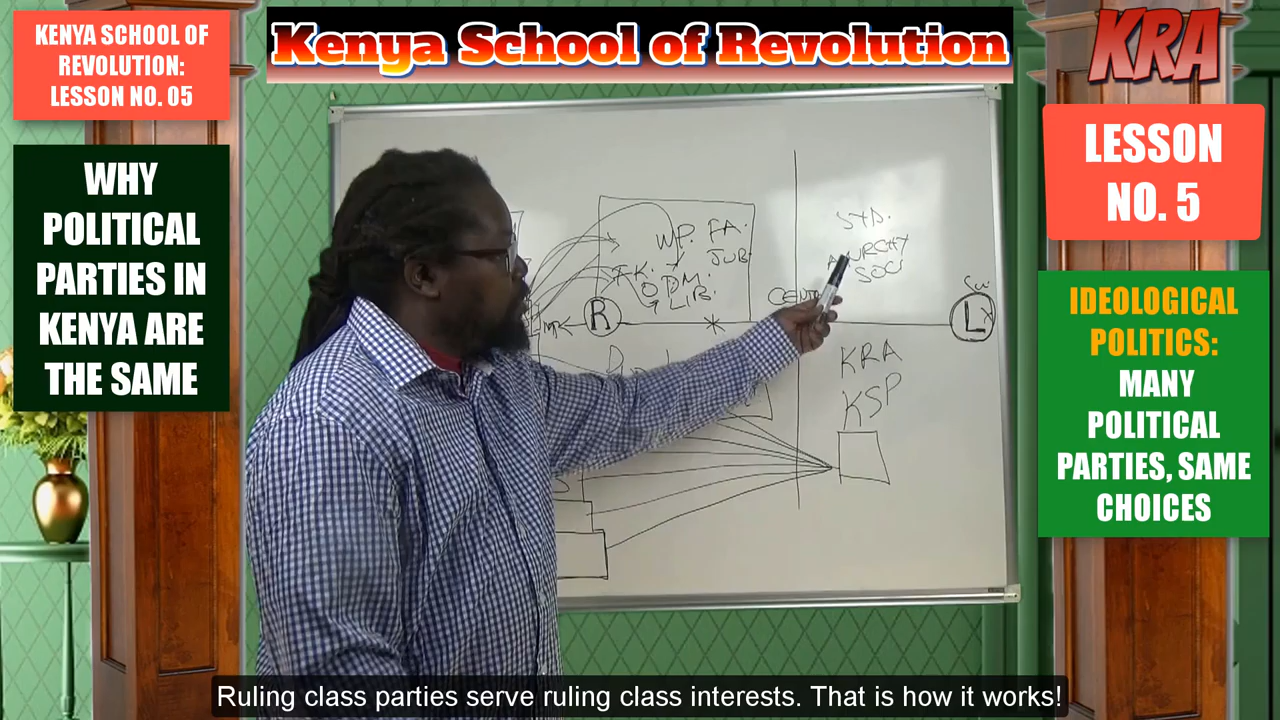 KENYA SCHOOL OF
REVOLUTION:
LESSON NO. 05
Kenya School of Revolution
KRA
WHY
POLITICAL
PARTIES IN
KENYA ARE
THE SAME
LESSON
NO. 5
IDEOLOGICAL
POLITICS:
MANY
POLITICAL
PARTIES, SAME
CHOICES
WP. FA.
JUB
ODM.
LIB.
R
SOC
L
KRA
KSP
Ruling class parties serve ruling class interests. That is how it works!